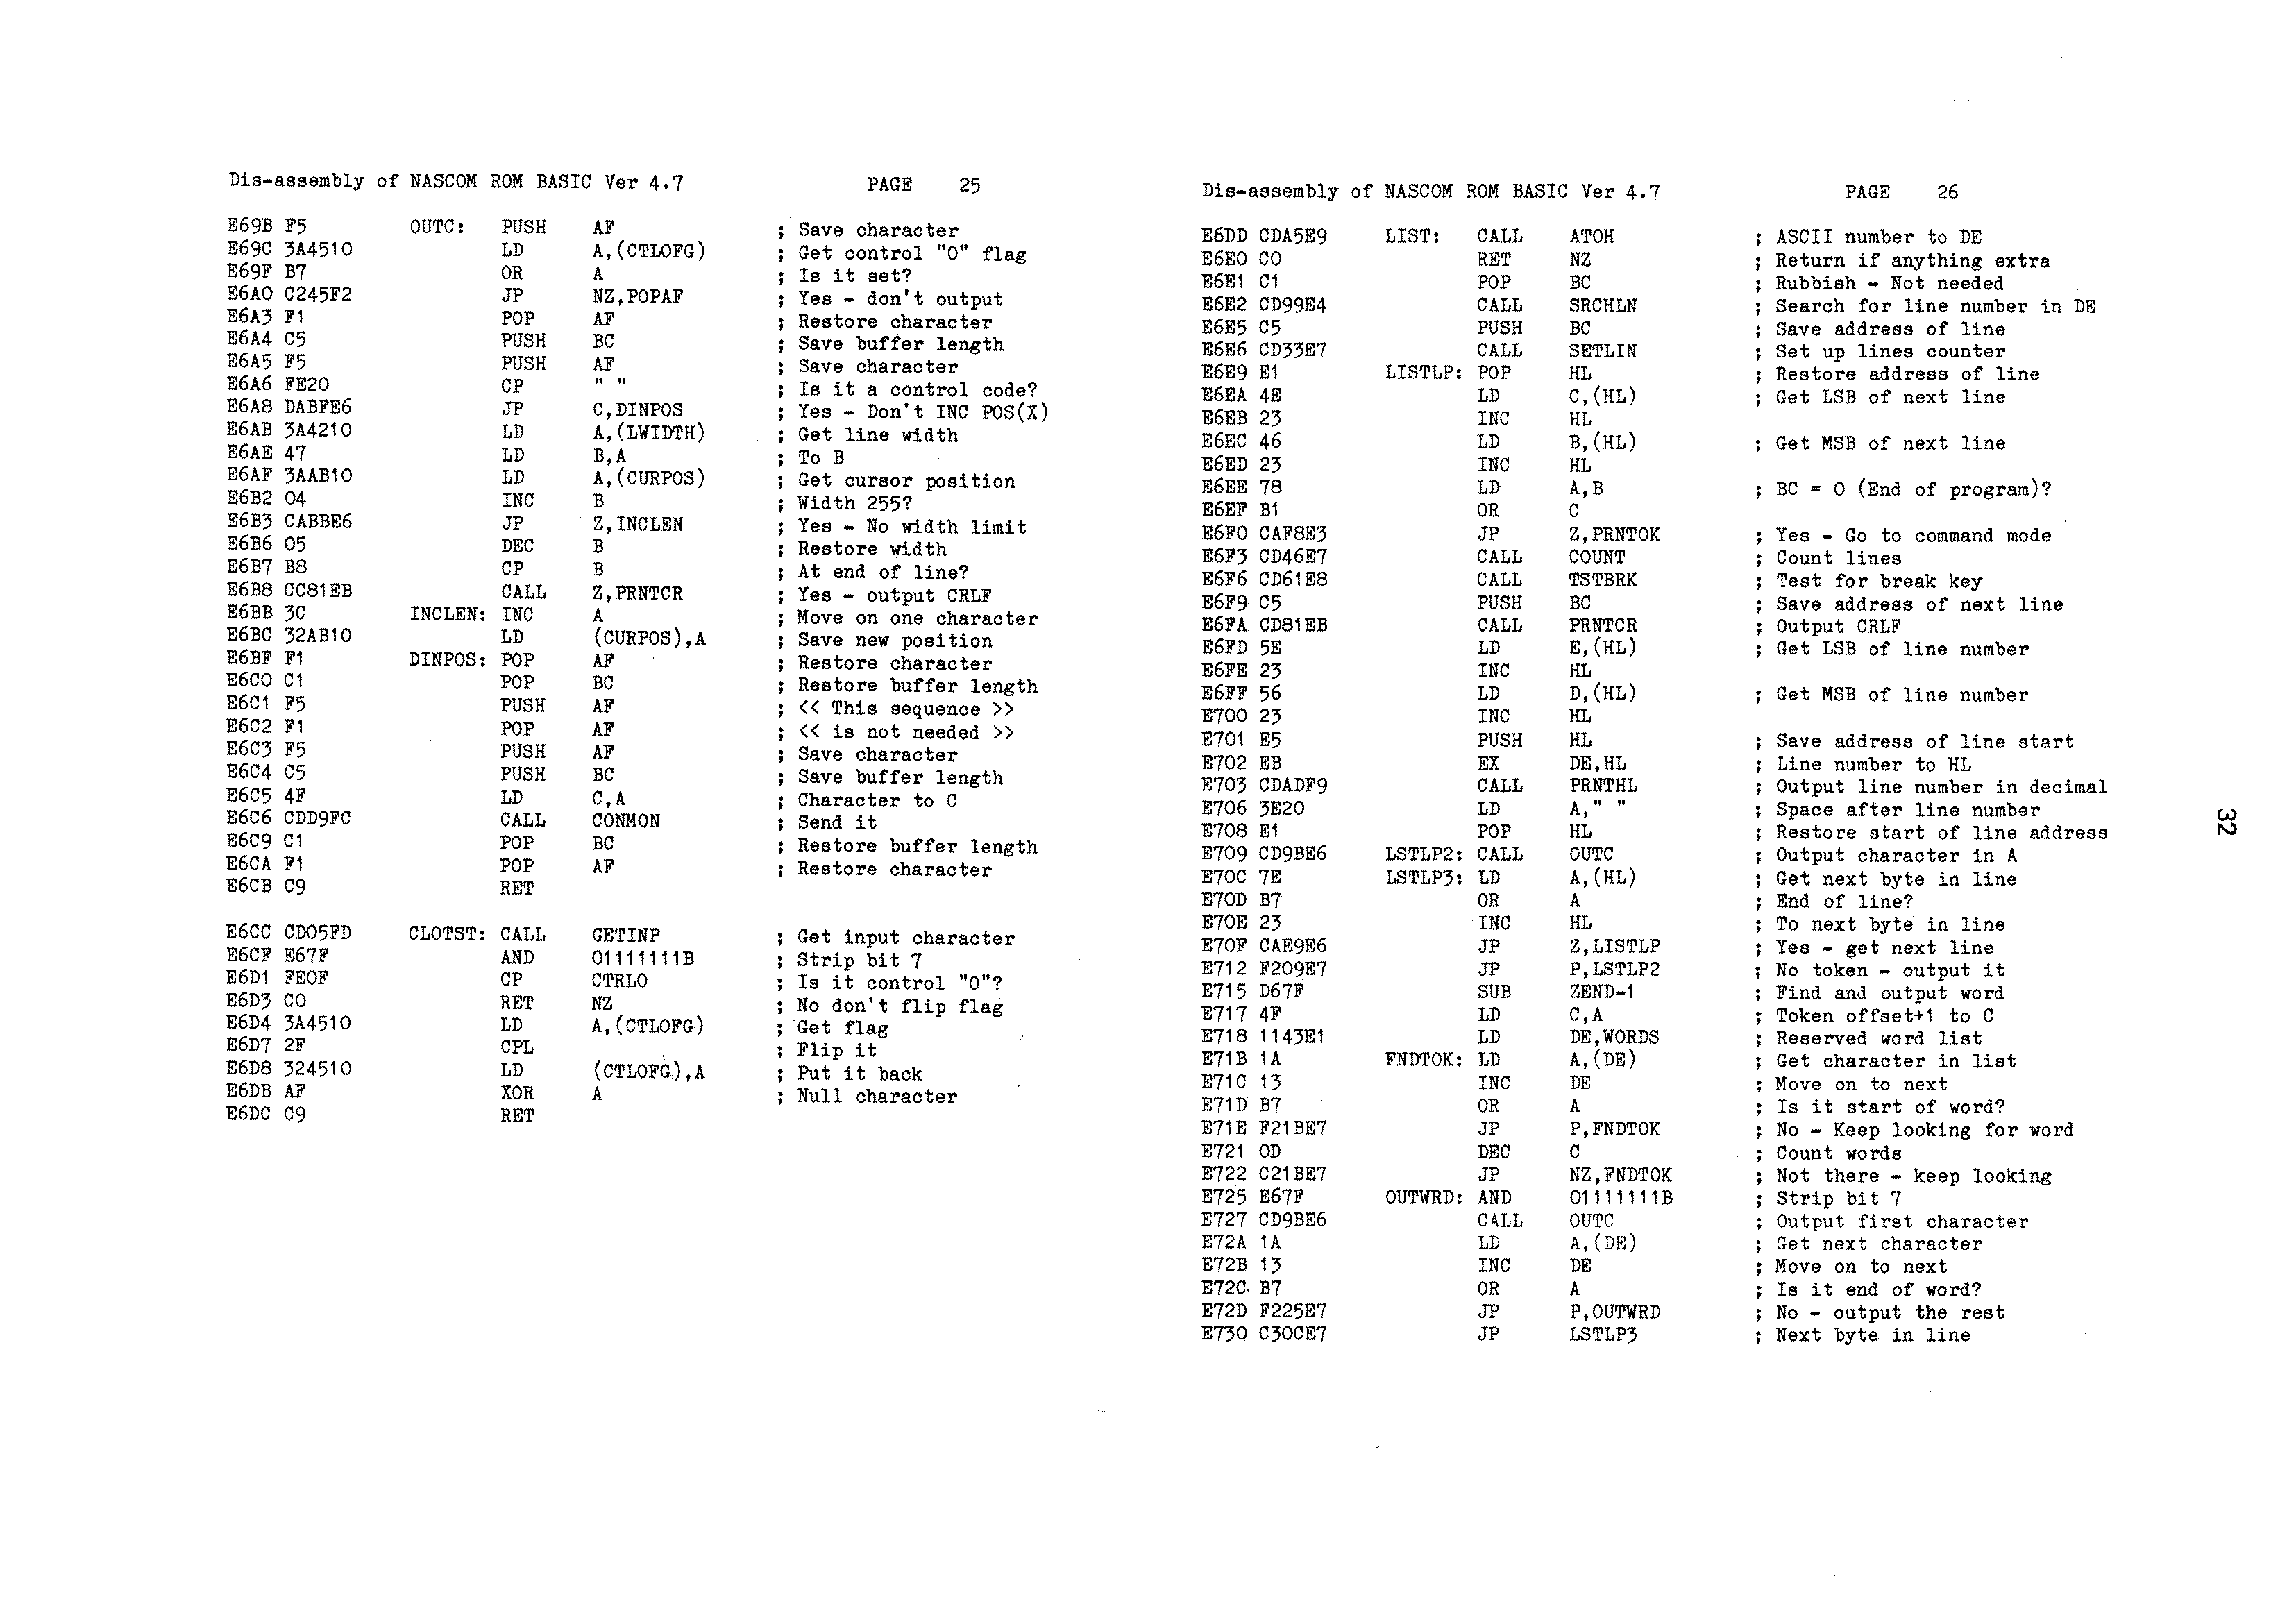 Dis-assembly of NASCOM ROM BASIC Ver 4.7 PAGE 25
E69B F5 OUTC: PUSH AF ; Save character
E69C 3A4510 LD A,(CTLOFG) ; Get control "O" flag
E69F B7 OR A ; Is it set?
E6A0 C245F2 JP NZ,POPAF ; Yes - don't output
E6A3 F1 POP AF ; Restore character
E6A4 C5 PUSH BC ; Save buffer length
E6A5 F5 PUSH AF ; Save character
E6A6 FE20 CP " " ; Is it a control code?
E6A8 DABFE6 JP C,DINPOS ; Yes - Don't INC POS(X)
E6AB 3A4210 LD A,(LWIDTH) ; Get line width
E6AE 47 LD B,A ; To B
E6AF 3AAB10 LD A,(CURPOS) ; Get cursor position
E6B2 04 INC B ; Width 255?
E6B3 CABBE6 JP Z,INCLEN ; Yes - No width limit
E6B6 05 DEC B ; Restore width
E6B7 B8 CP B ; At end of line?
E6B8 CC81EB CALL Z,PRNTCR ; Yes - output CRLF
E6BB 3C INCLEN: INC A ; Move on one character
E6BC 32AB10 LD (CURPOS),A ; Save new position
E6BF F1 DINPOS: POP AF ; Restore character
E6C0 C1 POP BC ; Restore buffer length
E6C1 F5 PUSH AF ; << This sequence >>
E6C2 F1 POP AF ; << is not needed >>
E6C3 F5 PUSH AF ; Save character
E6C4 C5 PUSH BC ; Save buffer length
E6C5 4F LD C,A ; Character to C
E6C6 CDD9FC CALL CONMON ; Send it
E6C9 C1 POP BC ; Restore buffer length
E6CA F1 POP AF ; Restore character
E6CB C9 RET
E6CC CD05FD CLOTST: CALL GETINP ; Get input character
E6CF E67F AND 01111111B ; Strip bit 7
E6D1 FE0F CP CTRLO ; Is it control "O"?
E6D3 C0 RET NZ ; No don't flip flag
E6D4 3A4510 LD A,(CTLOFG) ; Get flag
E6D7 2F CPL ; Flip it
E6D8 324510 LD (CTLOFG),A ; Put it back
E6DB AF XOR A ; Null character
E6DC C9 RET
Dis-assembly of NASCOM ROM BASIC Ver 4.7 PAGE 26
E6DD CDA5E9 LIST: CALL ATOH ; ASCII number to DE
E6E0 C0 RET NZ ; Return if anything extra
E6E1 C1 POP BC ; Rubbish - Not needed
E6E2 CD99E4 CALL SRCHLN ; Search for line number in DE
E6E5 C5 PUSH BC ; Save address of line
E6E6 CD33E7 CALL SETLIN ; Set up lines counter
E6E9 E1 LISTLP: POP HL ; Restore address of line
E6EA 4E LD C,(HL) ; Get LSB of next line
E6EB 23 INC HL
E6EC 46 LD B,(HL) ; Get MSB of next line
E6ED 23 INC HL
E6EE 78 LD A,B ; BC = 0 (End of program)?
E6EF B1 OR C
E6F0 CAF8E3 JP Z,PRNTOK ; Yes - Go to command mode
E6F3 CD46E7 CALL COUNT ; Count lines
E6F6 CD61E8 CALL TSTBRK ; Test for break key
E6F9 C5 PUSH BC ; Save address of next line
E6FA CD81EB CALL PRNTCR ; Output CRLF
E6FD 5E LD E,(HL) ; Get LSB of line number
E6FE 23 INC HL
E6FF 56 LD D,(HL) ; Get MSB of line number
E700 23 INC HL
E701 E5 PUSH HL ; Save address of line start
E702 EB EX DE,HL ; Line number to HL
E703 CDADF9 CALL PRNTHL ; Output line number in decimal
E706 3E20 LD A," " ; Space after line number
E708 E1 POP HL ; Restore start of line address
E709 CD9BE6 LSTLP2: CALL OUTC ; Output character in A
E70C 7E LSTLP3: LD A,(HL) ; Get next byte in line
E70D B7 OR A ; End of line?
E70E 23 INC HL ; To next byte in line
E70F CAE9E6 JP Z,LISTLP ; Yes - get next line
E712 F209E7 JP P,LSTLP2 ; No token - output it
E715 D67F SUB ZEND-1 ; Find and output word
E717 4F LD C,A ; Token offset+1 to C
E718 1143E1 LD DE,WORDS ; Reserved word list
E71B 1A FNDTOK: LD A,(DE) ; Get character in list
E71C 13 INC DE ; Move on to next
E71D B7 OR A ; Is it start of word?
E71E F21BE7 JP P,FNDTOK ; No - Keep looking for word
E721 0D DEC C ; Count words
E722 C21BE7 JP NZ,FNDTOK ; Not there - keep looking
E725 E67F OUTWRD: AND 01111111B ; Strip bit 7
E727 CD9BE6 CALL OUTC ; Output first character
E72A 1A LD A,(DE) ; Get next character
E72B 13 INC DE ; Move on to next
E72C B7 OR A ; Is it end of word?
E72D F225E7 JP P,OUTWRD ; No - output the rest
E730 C30CE7 JP LSTLP3 ; Next byte in line
32